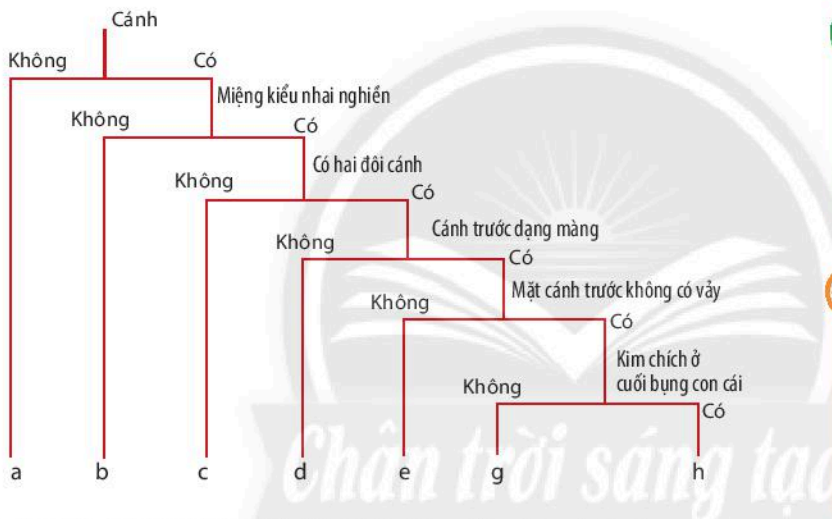 Cánh
Không
Có
Miệng kiểu nhai nghiền
Không
Có
Có hai đôi cánh
Không
Có
Cánh trước dạng màng
Không
Có
Mặt cánh trước không có vảy
Không
Có
Kim chích ở
cuối bụng con cái
Không
Có
a b c d e g h
Chân trời sáng tạo